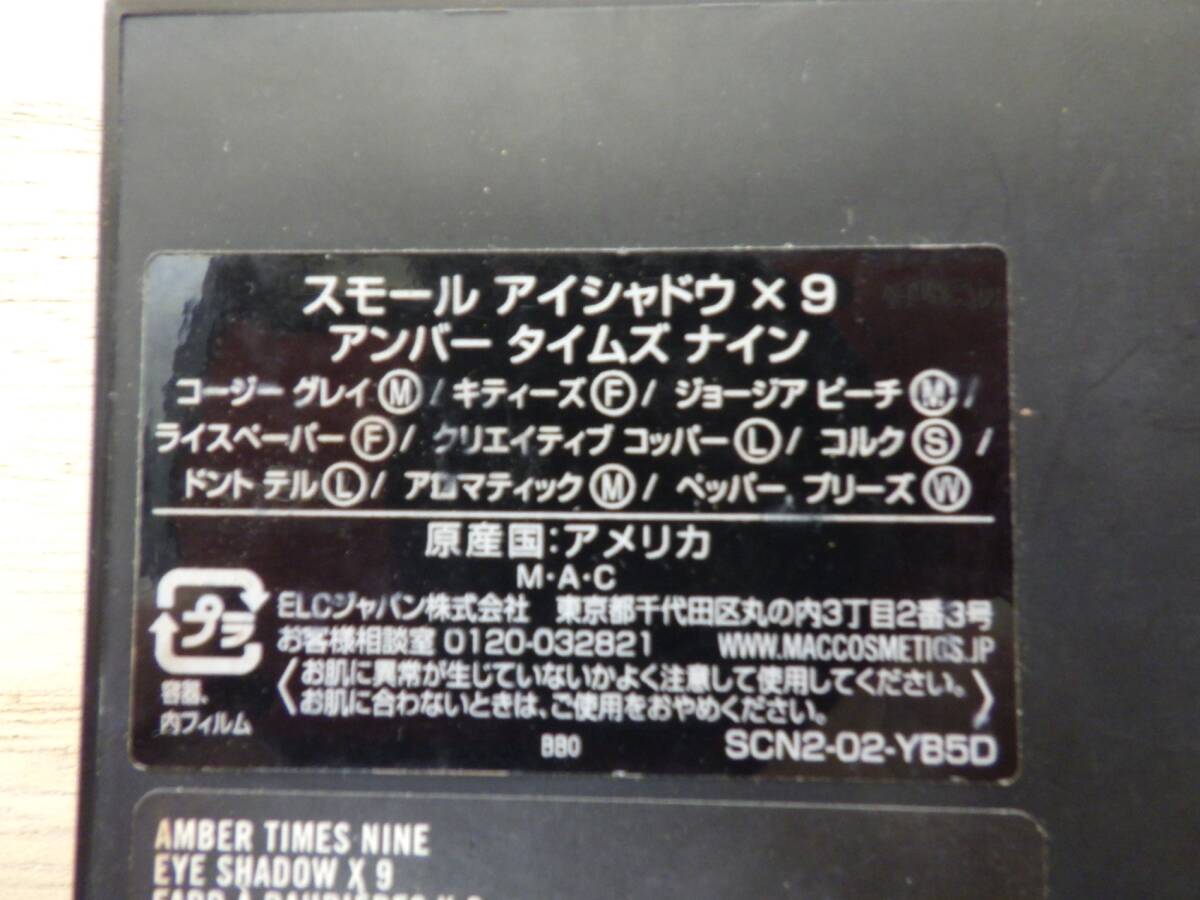 スモール アイシャドウ × 9
アンバー タイムズ ナイン
コージー グレイ Ⓜ / キティーズ Ⓕ / ジョージア ピーチ Ⓜ /
ライスペーパー Ⓕ / クリエイティブ コッパー Ⓛ / コルク Ⓢ /
ドント テル Ⓛ / アロマティック Ⓜ / ペッパー プリーズ Ⓦ
原産国:アメリカ
M・A・C
プラ
容器、
内フィルム
ELCジャパン株式会社 東京都千代田区丸の内3丁目2番3号
お客様相談室 0120-032821 WWW.MACCOSMETICS.JP
〈お肌に異常が生じていないかよく注意して使用してください。
お肌に合わないときは、ご使用をおやめください。〉
BB0 SCN2-02-YB5D
AMBER TIMES NINE
EYE SHADOW X 9